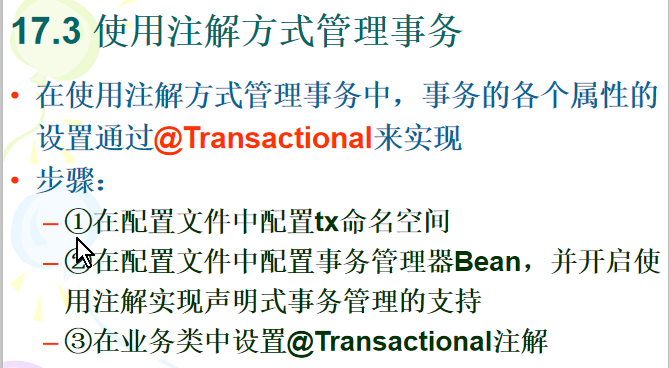 17.3 使用注解方式管理事务
• 在使用注解方式管理事务中，事务的各个属性的
设置通过@Transactional来实现
• 步骤：
– ①在配置文件中配置tx命名空间
– ②在配置文件中配置事务管理器Bean，并开启使
用注解实现声明式事务管理的支持
– ③在业务类中设置@Transactional注解